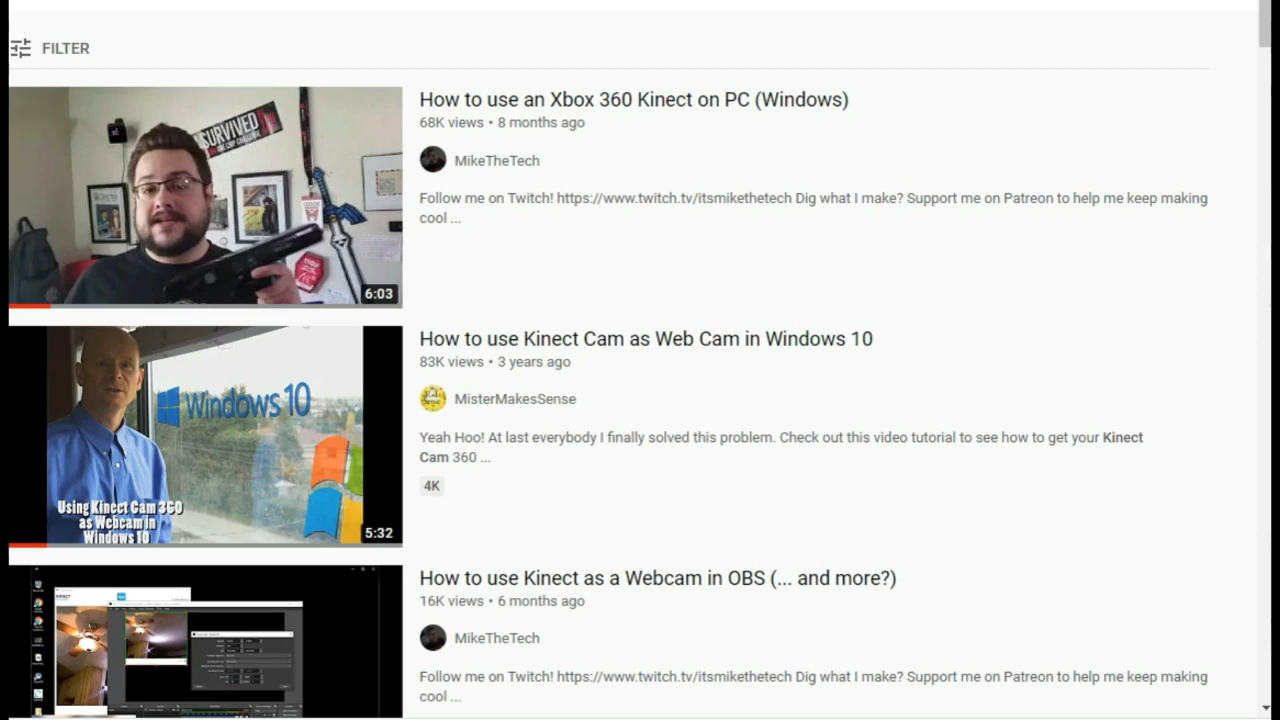 FILTER
SURVIVED
6:03
How to use an Xbox 360 Kinect on PC (Windows)
68K views • 8 months ago
MikeTheTech
Follow me on Twitch! https://www.twitch.tv/itsmikethetech Dig what I make? Support me on Patreon to help me keep making
cool ...
Windows 10
Using Kinect Cam 360
as Webcam in
Windows 10
5:32
How to use Kinect Cam as Web Cam in Windows 10
83K views • 3 years ago
MisterMakesSense
Yeah Hoo! At last everybody I finally solved this problem. Check out this video tutorial to see how to get your Kinect
Cam 360 ...
4K
How to use Kinect as a Webcam in OBS (... and more?)
16K views • 6 months ago
MikeTheTech
Follow me on Twitch! https://www.twitch.tv/itsmikethetech Dig what I make? Support me on Patreon to help me keep making
cool ...